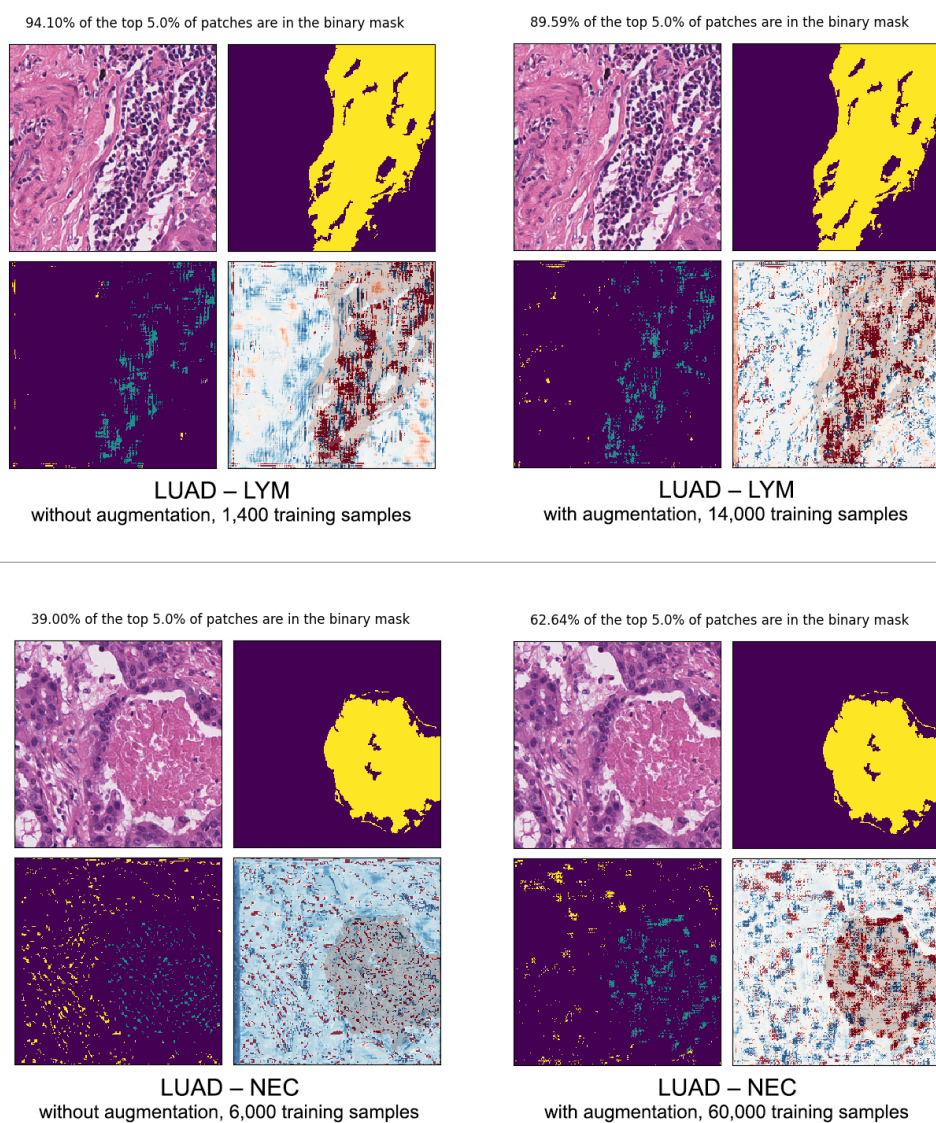 94.10% of the top 5.0% of patches are in the binary mask
89.59% of the top 5.0% of patches are in the binary mask
LUAD – LYM
without augmentation, 1,400 training samples
LUAD – LYM
with augmentation, 14,000 training samples
39.00% of the top 5.0% of patches are in the binary mask
62.64% of the top 5.0% of patches are in the binary mask
LUAD – NEC
without augmentation, 6,000 training samples
LUAD – NEC
with augmentation, 60,000 training samples